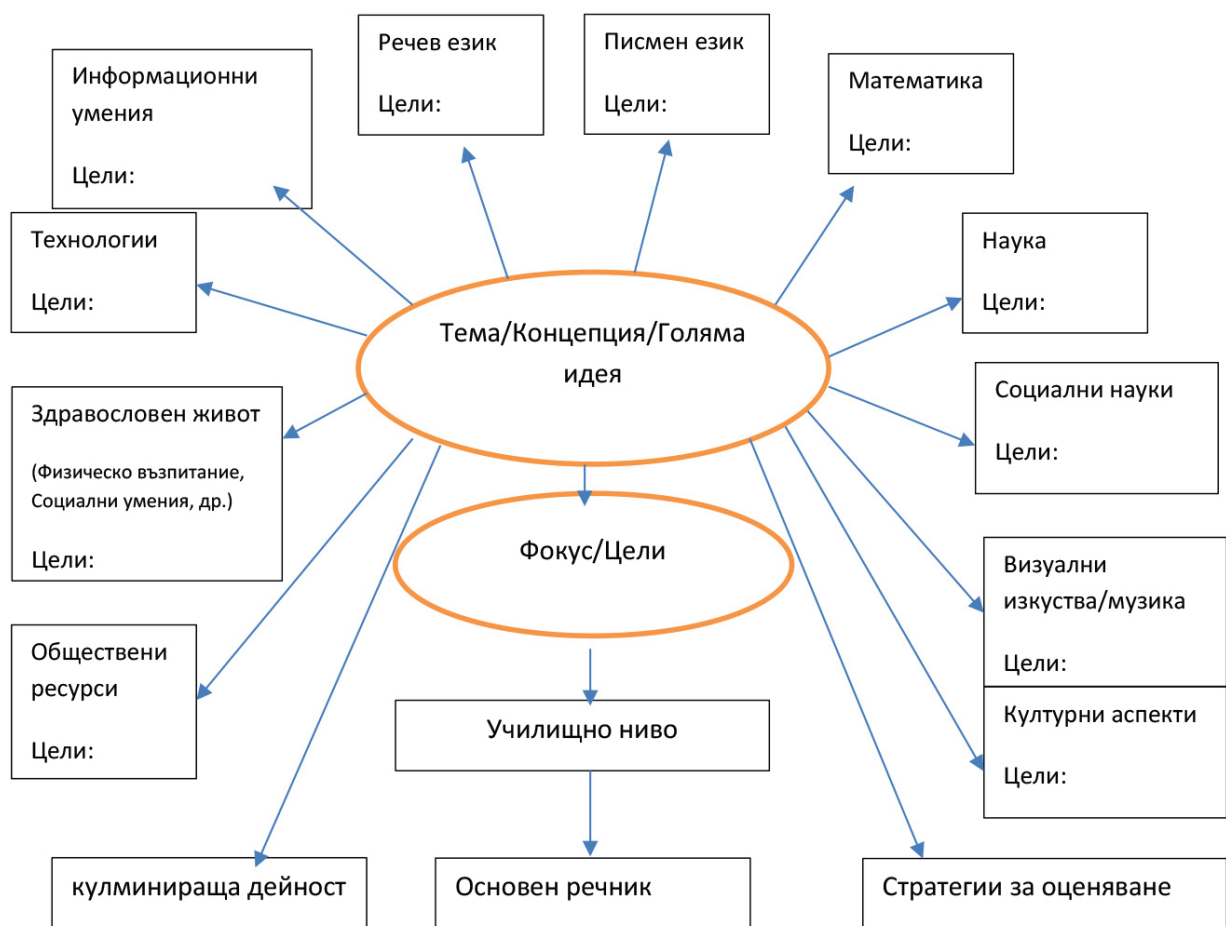 Информационни
умения
Цели:
Речев език
Цели:
Писмен език
Цели:
Математика
Цели:
Технологии
Цели:
Наука
Цели:
Тема/Концепция/Голяма
идея
Здравословен живот
(Физическо възпитание,
Социални умения, др.)
Цели:
Социални науки
Цели:
Фокус/Цели
Визуални
изкуства/музика
Цели:
Обществени
ресурси
Цели:
Училищно ниво
Културни аспекти
Цели:
кулминираща дейност
Основен речник
Стратегии за оценяване